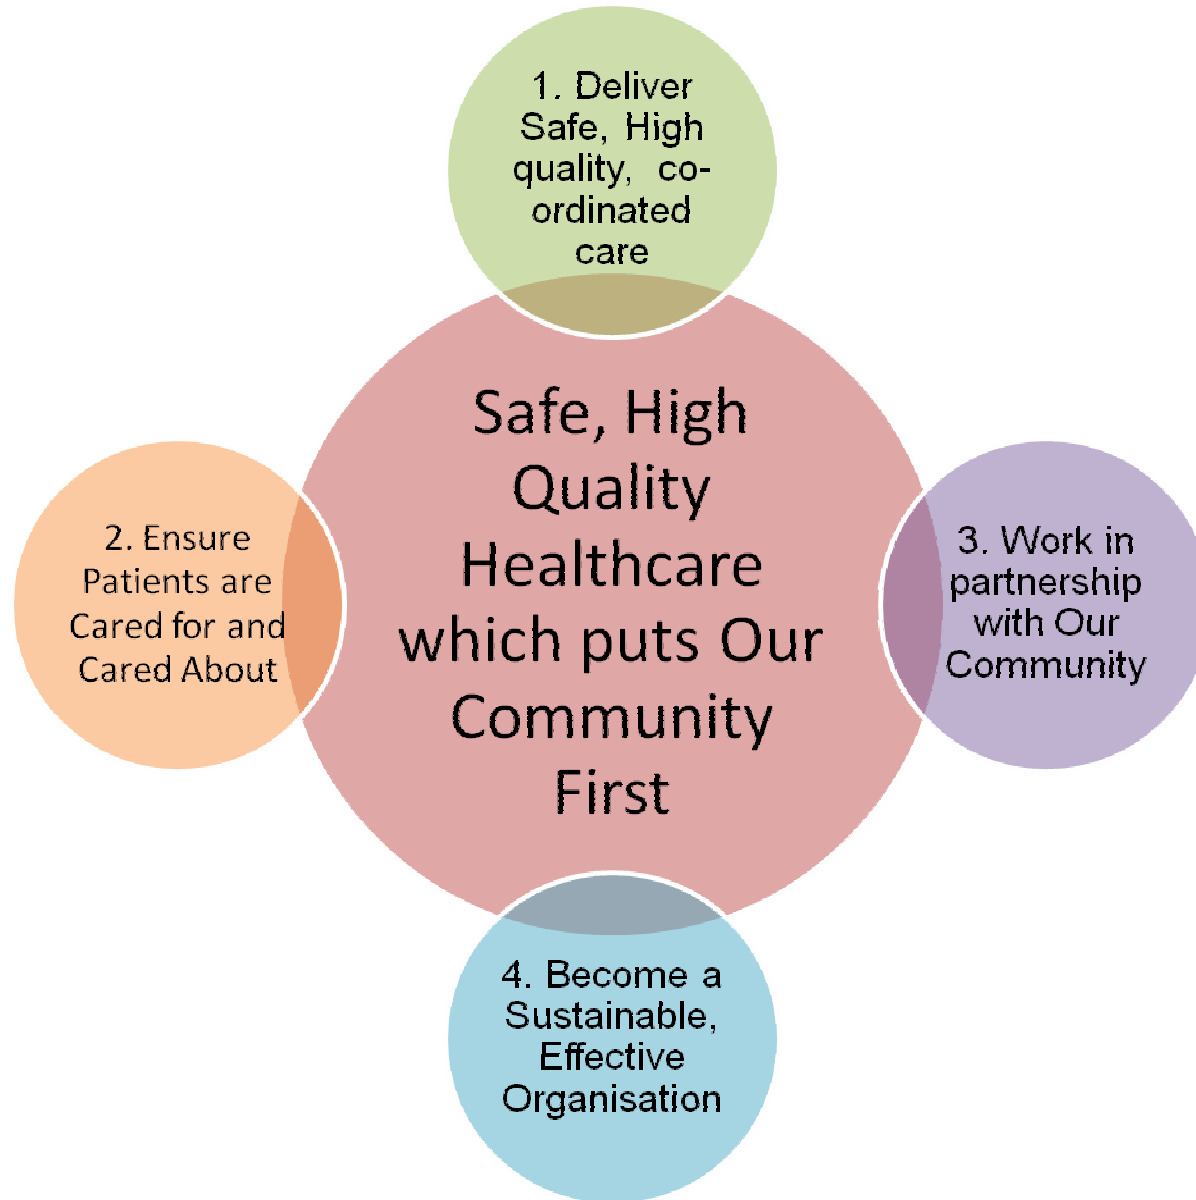 1. Deliver
Safe, High
quality, co-
ordinated
care
Safe, High
Quality
Healthcare
which puts Our
Community
First
2. Ensure
Patients are
Cared for and
Cared About
3. Work in
partnership
with Our
Community
4. Become a
Sustainable,
Effective
Organisation